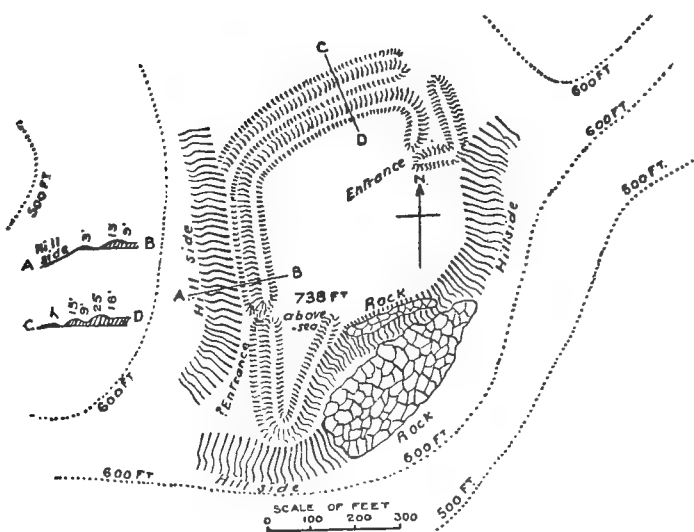 C
D
600 FT
600 FT
500 FT
Entrance
N.
500 FT
Hill side
A
B
C
D
Hill side
A
B
738 FT
above
sea
Rock
Hillside
? Entrance
600 FT
Rock
600 FT
600 FT
Hill side
500 FT
SCALE OF FEET
0 100 200 300